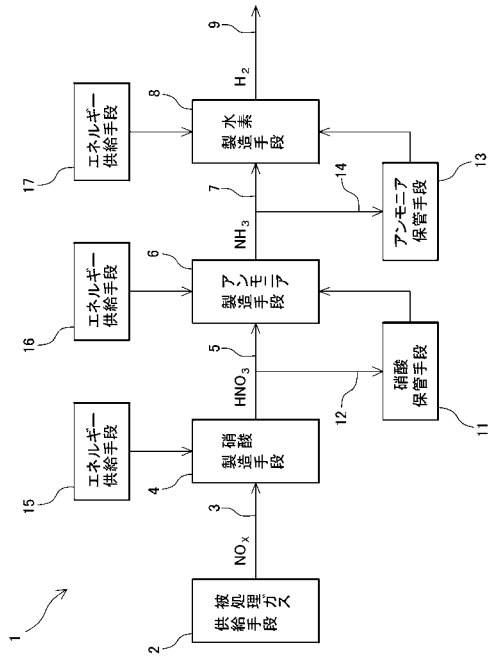 1
15
エネルギー
供給手段
16
エネルギー
供給手段
17
エネルギー
供給手段
2
被処理ガス
供給手段
NOX
3
4
硝酸
製造手段
HNO3
5
6
アンモニア
製造手段
NH3
7
8
水素
製造手段
H2
9
12
硝酸
保管手段
11
14
アンモニア
保管手段
13